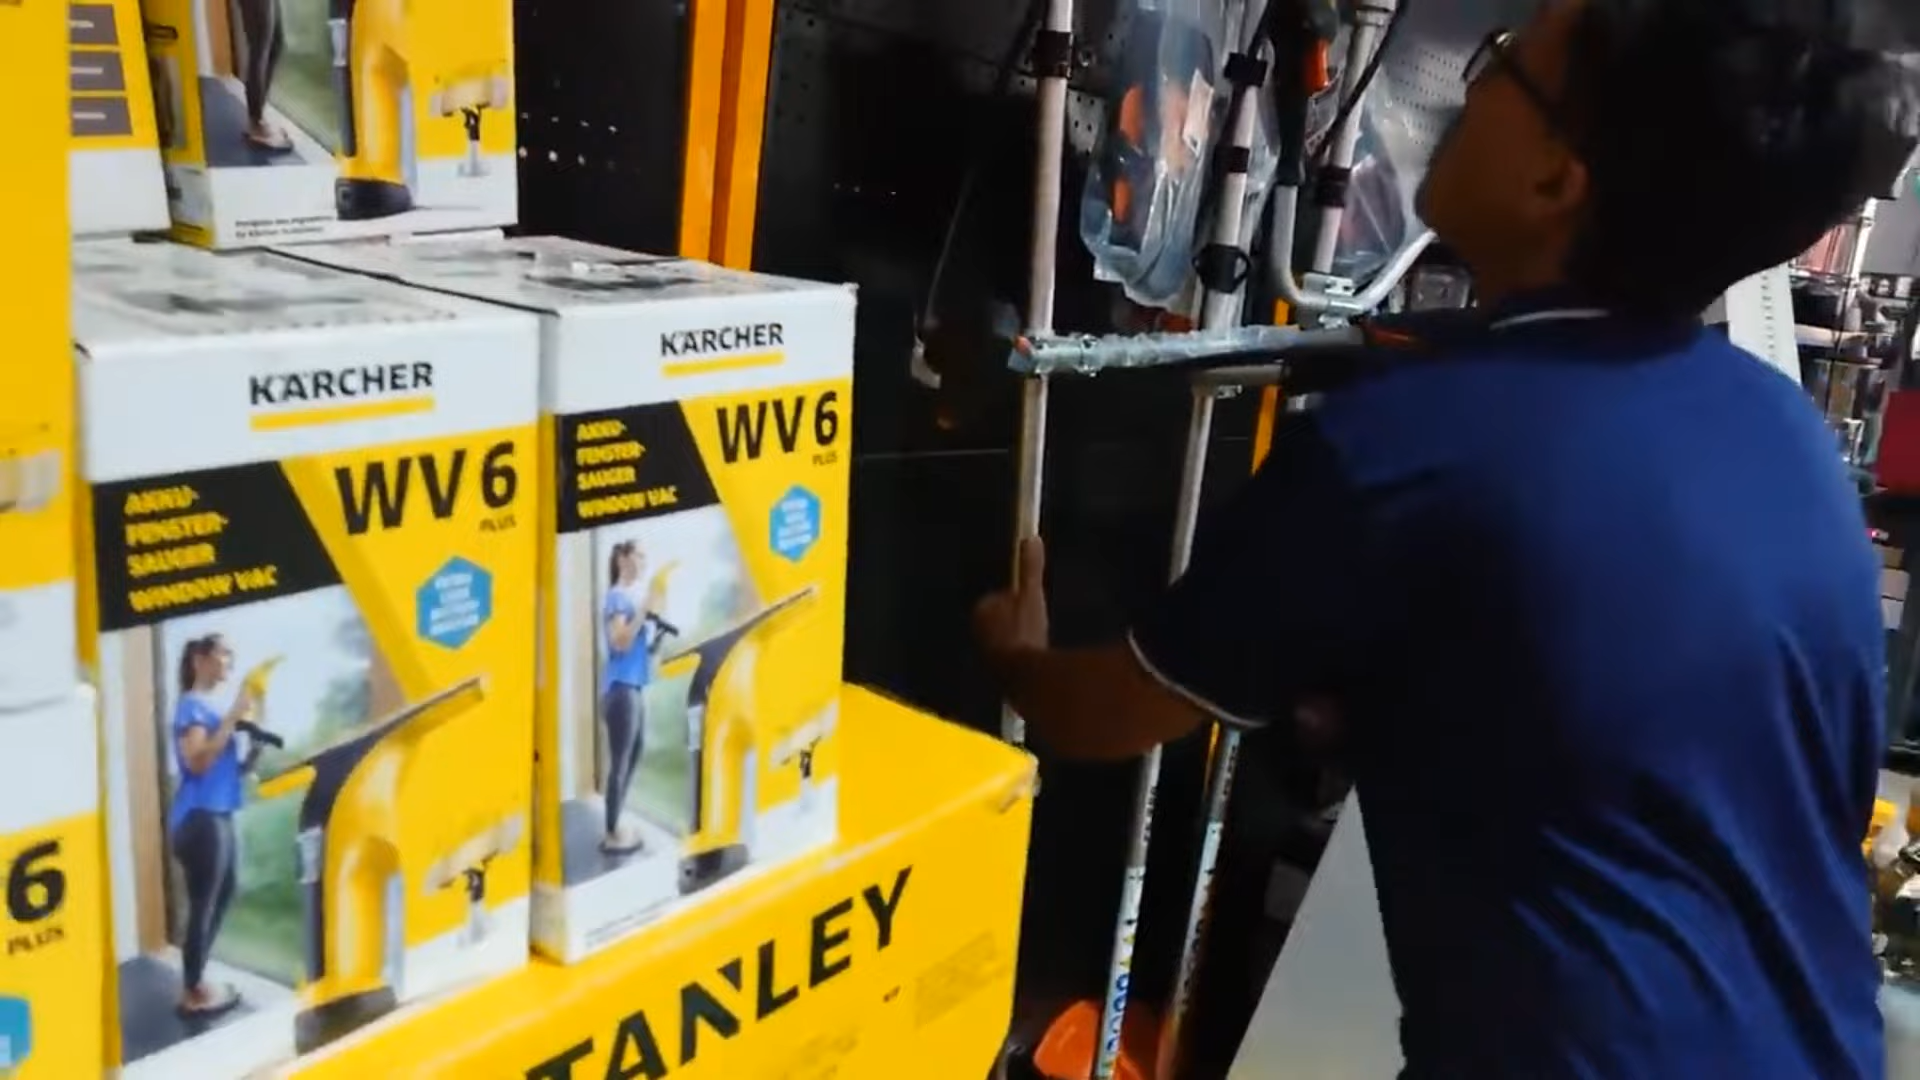 KÄRCHER
WV 6
PLUS
AKKU-
FENSTER-
SAUGER
WINDOW VAC
KÄRCHER
WV 6
PLUS
AKKU-
FENSTER-
SAUGER
WINDOW VAC
6
PLUS
STANLEY